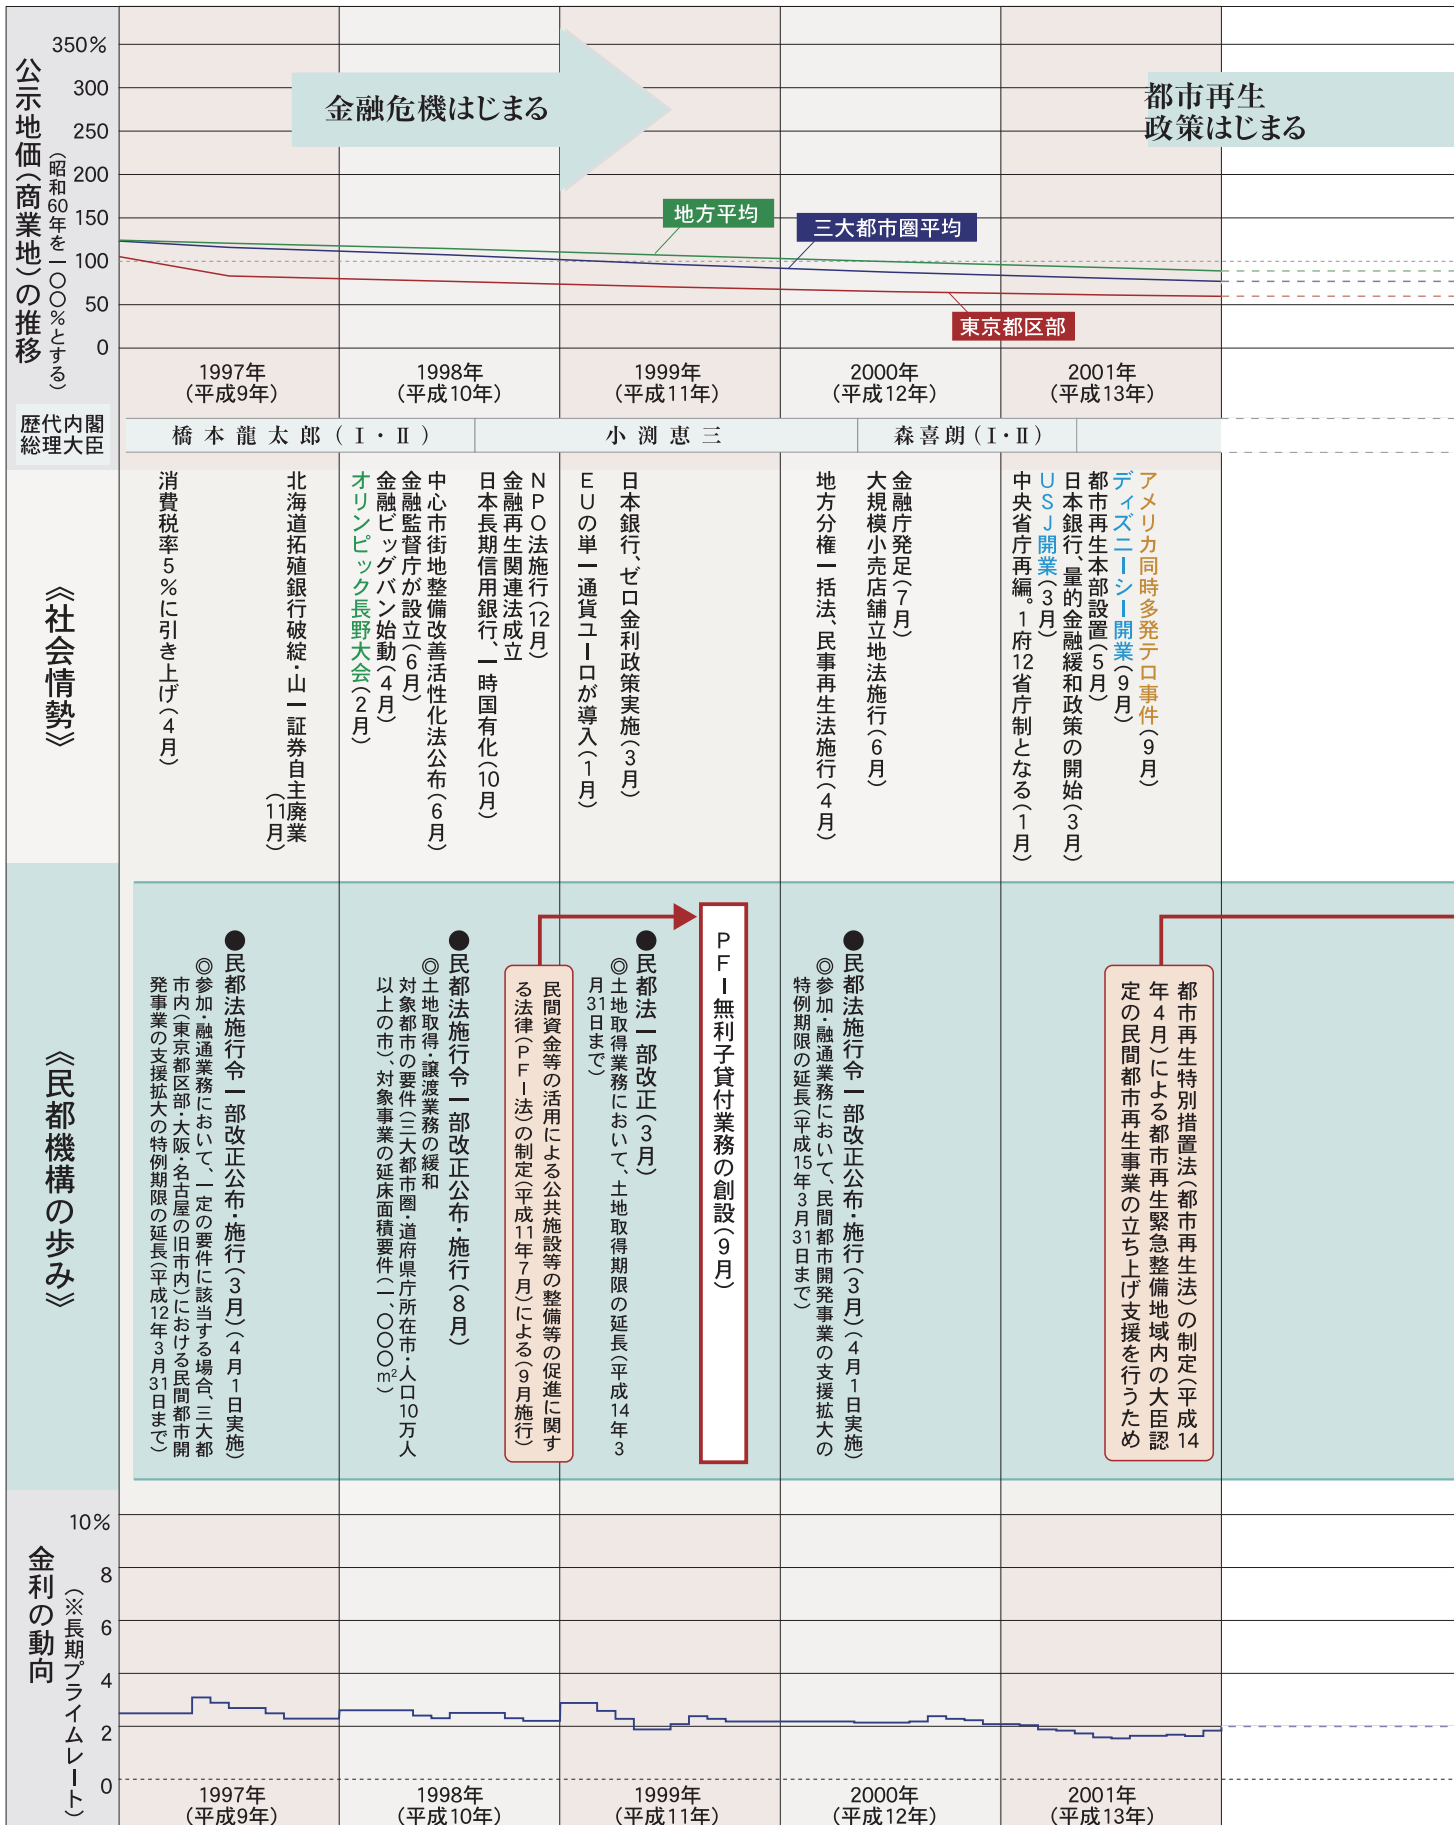 公示地価(商業地)の推移
(昭和60年を一〇〇%とする)
350%
300
250
200
150
100
50
0
金融危機はじまる
都市再生
政策はじまる
地方平均
三大都市圏平均
東京都区部
1997年
(平成9年)
1998年
(平成10年)
1999年
(平成11年)
2000年
(平成12年)
2001年
(平成13年)
歴代内閣
総理大臣
橋本龍太郎(Ⅰ・Ⅱ)
小渕恵三
森喜朗(Ⅰ・Ⅱ)
《社会情勢》
消費税率5%に引き上げ(4月)
北海道拓殖銀行破綻・山一証券自主廃業
(11月)
オリンピック長野大会(2月)
金融ビッグバン始動(4月)
金融監督庁が設立(6月)
中心市街地整備改善活性化法公布(6月)
日本長期信用銀行、一時国有化(10月)
金融再生関連法成立
NPO法施行(12月)
EUの単一通貨ユーロが導入(1月)
日本銀行、ゼロ金利政策実施(3月)
地方分権一括法、民事再生法施行(4月)
大規模小売店舗立地法施行(6月)
金融庁発足(7月)
中央省庁再編。1府12省庁制となる(1月)
USJ開業(3月)
日本銀行、量的金融緩和政策の開始(3月)
都市再生本部設置(5月)
ディズニーシー開業(9月)
アメリカ同時多発テロ事件(9月)
《民都機構の歩み》
●民都法施行令一部改正公布・施行(3月)(4月1日実施)
◎参加・融通業務において、一定の要件に該当する場合、三大都
市内(東京都区部・大阪・名古屋の旧市内)における民間都市開
発事業の支援拡大の特例期限の延長(平成12年3月31日まで)
●民都法施行令一部改正公布・施行(8月)
◎土地取得・譲渡業務の緩和
対象都市の要件(三大都市圏・道府県庁所在市・人口10万人
以上の市)、対象事業の延床面積要件(一、〇〇〇㎡)
民間資金等の活用による公共施設等の整備等の促進に関す
る法律(PFI法)の制定(平成11年7月)による(9月施行)
●民都法一部改正(3月)
◎土地取得業務において、土地取得期限の延長(平成14年3
月31日まで)
PFI無利子貸付業務の創設(9月)
●民都法施行令一部改正公布・施行(3月)(4月1日実施)
◎参加・融通業務において、民間都市開発事業の支援拡大の
特例期限の延長(平成15年3月31日まで)
都市再生特別措置法(都市再生法)の制定(平成14
年4月)による都市再生緊急整備地域内の大臣認
定の民間都市再生事業の立ち上げ支援を行うため
金利の動向
(※長期プライムレート)
10%
8
6
4
2
0
1997年
(平成9年)
1998年
(平成10年)
1999年
(平成11年)
2000年
(平成12年)
2001年
(平成13年)